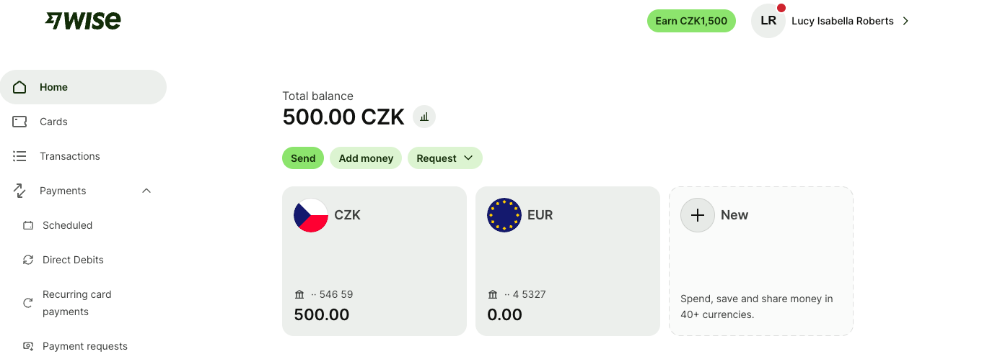 WISE
Earn CZK1,500
LR
Lucy Isabella Roberts
Home
Cards
Transactions
Payments
Scheduled
Direct Debits
Recurring card
payments
Payment requests
Total balance
500.00 CZK
Send
Add money
Request
CZK
·· 546 59
500.00
EUR
·· 4 5327
0.00
New
Spend, save and share money in
40+ currencies.